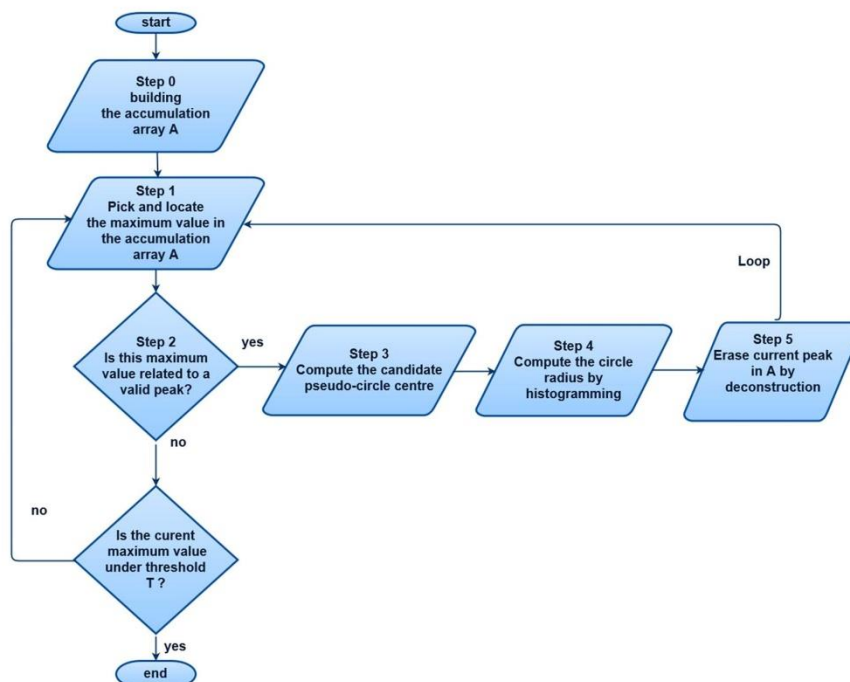 start
Step 0
building
the accumulation
array A
Step 1
Pick and locate
the maximum value in
the accumulation
array A
Loop
Step 2
Is this maximum
value related to a
valid peak?
yes
Step 3
Compute the candidate
pseudo-circle centre
Step 4
Compute the circle
radius by
histogramming
Step 5
Erase current peak
in A by
deconstruction
no
no
Is the curent
maximum value
under threshold
T ?
yes
end